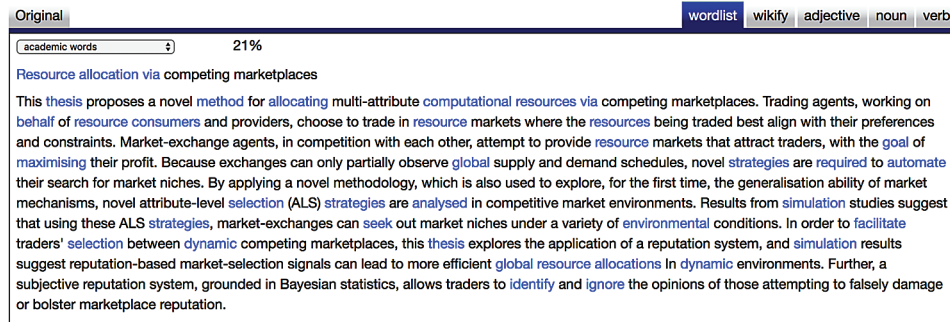 Original wordlist wikify adjective noun verb
academic words 21%
Resource allocation via competing marketplaces
This thesis proposes a novel method for allocating multi-attribute computational resources via competing marketplaces. Trading agents, working on
behalf of resource consumers and providers, choose to trade in resource markets where the resources being traded best align with their preferences
and constraints. Market-exchange agents, in competition with each other, attempt to provide resource markets that attract traders, with the goal of
maximising their profit. Because exchanges can only partially observe global supply and demand schedules, novel strategies are required to automate
their search for market niches. By applying a novel methodology, which is also used to explore, for the first time, the generalisation ability of market
mechanisms, novel attribute-level selection (ALS) strategies are analysed in competitive market environments. Results from simulation studies suggest
that using these ALS strategies, market-exchanges can seek out market niches under a variety of environmental conditions. In order to facilitate
traders' selection between dynamic competing marketplaces, this thesis explores the application of a reputation system, and simulation results
suggest reputation-based market-selection signals can lead to more efficient global resource allocations In dynamic environments. Further, a
subjective reputation system, grounded in Bayesian statistics, allows traders to identify and ignore the opinions of those attempting to falsely damage
or bolster marketplace reputation.